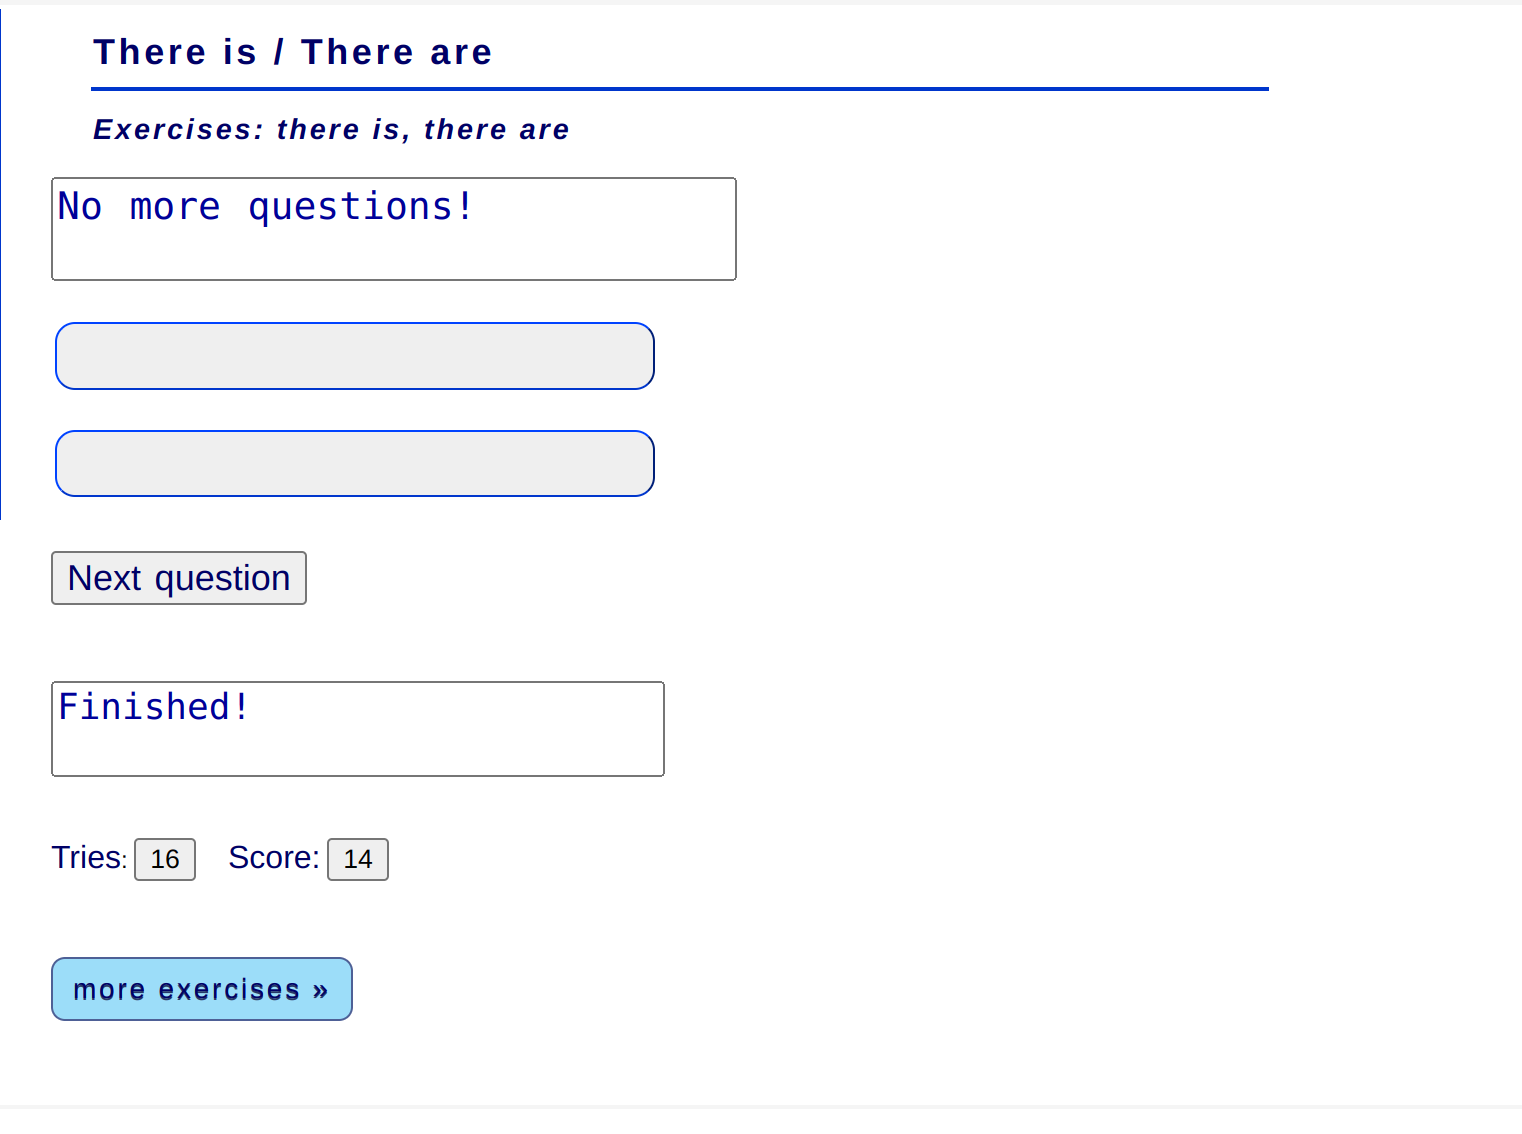 There is / There are
Exercises: there is, there are
No more questions!
Next question
Finished!
Tries: 16 Score: 14
more exercises »